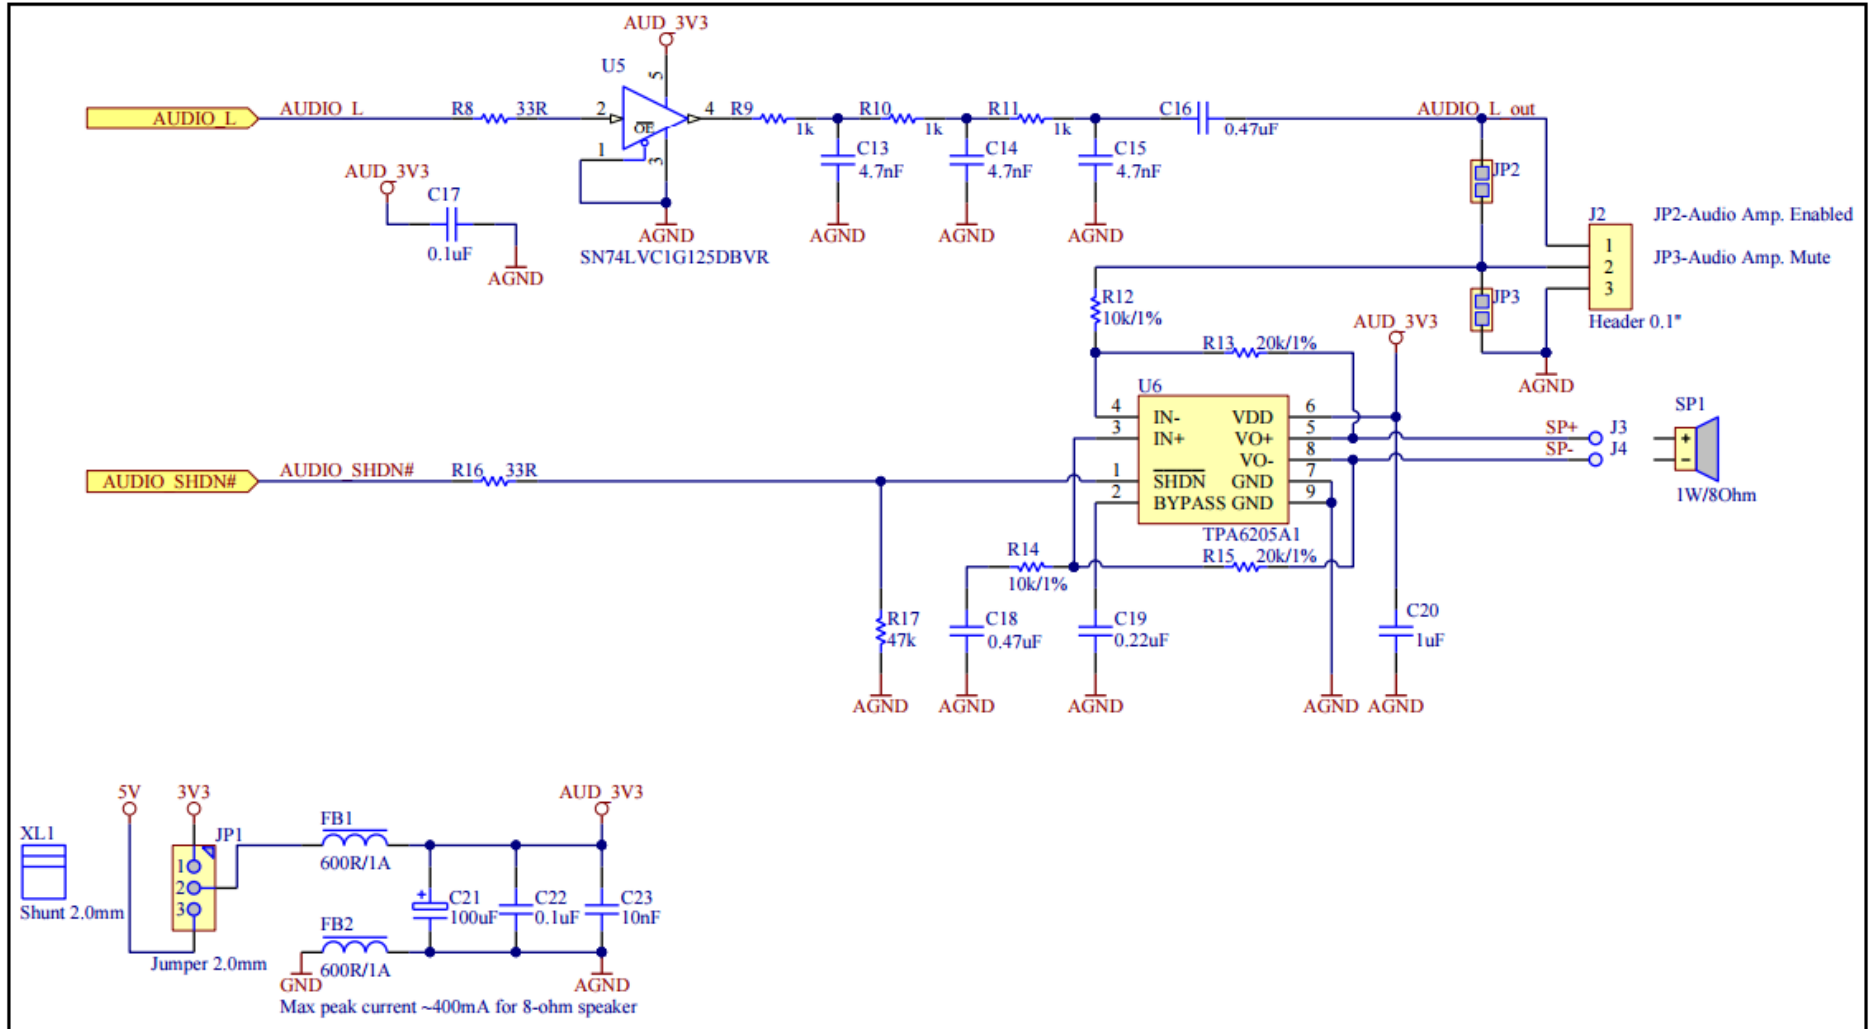 AUD_3V3
U5
5
AUDIO_L
AUDIO_L
R8
33R
2
OE
4
R9
1k
R10
1k
R11
1k
C16
0.47uF
AUDIO_L_out
1
3
C13
4.7nF
C14
4.7nF
C15
4.7nF
JP2
AUD_3V3
C17
0.1uF
AGND
AGND
SN74LVC1G125DBVR
AGND
AGND
AGND
J2
1
2
3
Header 0.1"
JP2-Audio Amp. Enabled
JP3-Audio Amp. Mute
JP3
AGND
R12
10k/1%
R13
20k/1%
AUD_3V3
U6
4
IN-
VDD
6
3
IN+
VO+
5
VO-
8
1
SHDN
GND
7
2
BYPASS
GND
9
TPA6205A1
SP+
J3
SP-
J4
SP1
+
−
1W/8Ohm
AUDIO_SHDN#
AUDIO_SHDN#
R16
33R
R14
10k/1%
R15
20k/1%
R17
47k
C18
0.47uF
C19
0.22uF
C20
1uF
AGND
AGND
AGND
AGND
AGND
XL1
Shunt 2.0mm
5V
3V3
JP1
1
2
3
Jumper 2.0mm
FB1
600R/1A
AUD_3V3
+
C21
100uF
C22
0.1uF
C23
10nF
FB2
600R/1A
GND
AGND
Max peak current ~400mA for 8-ohm speaker